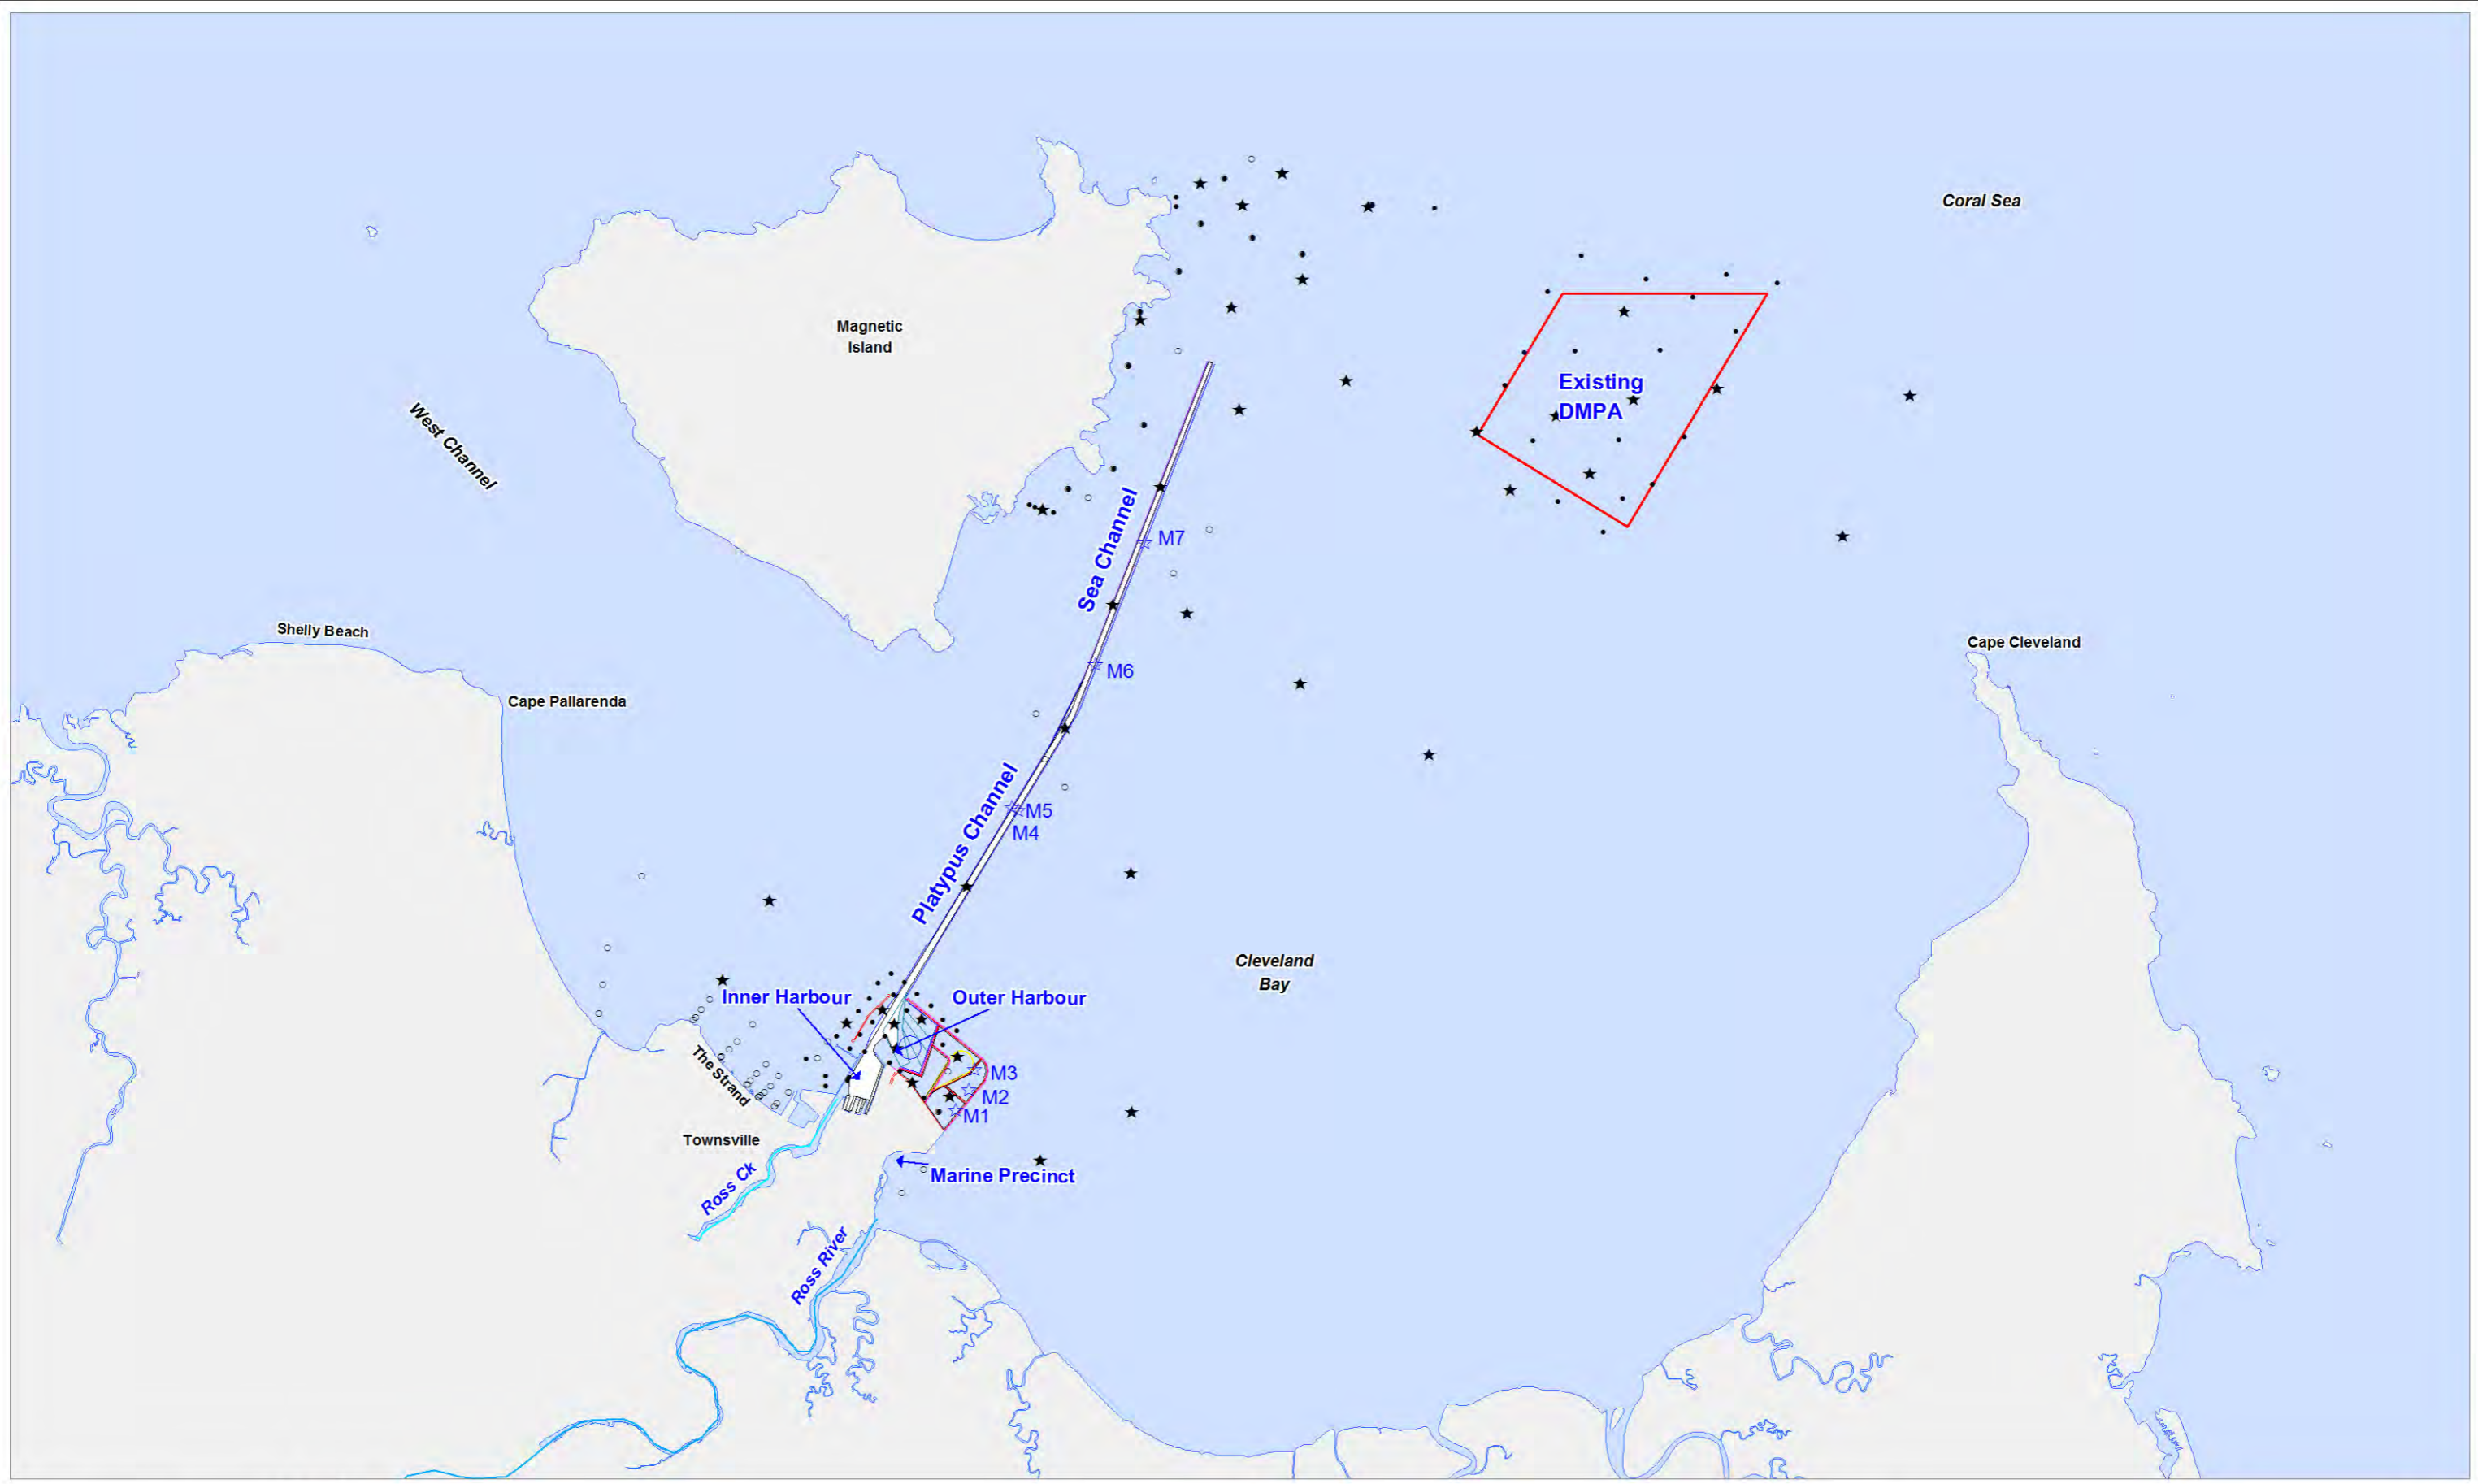 Coral Sea
Magnetic
Island
Existing
DMPA
West Channel
Sea Channel
M7
Shelly Beach
Cape Cleveland
M6
Cape Pallarenda
Platypus Channel
M5
M4
Cleveland
Bay
Inner Harbour
Outer Harbour
The Strand
M3
M2
M1
Townsville
Marine Precinct
Ross Ck
Ross River